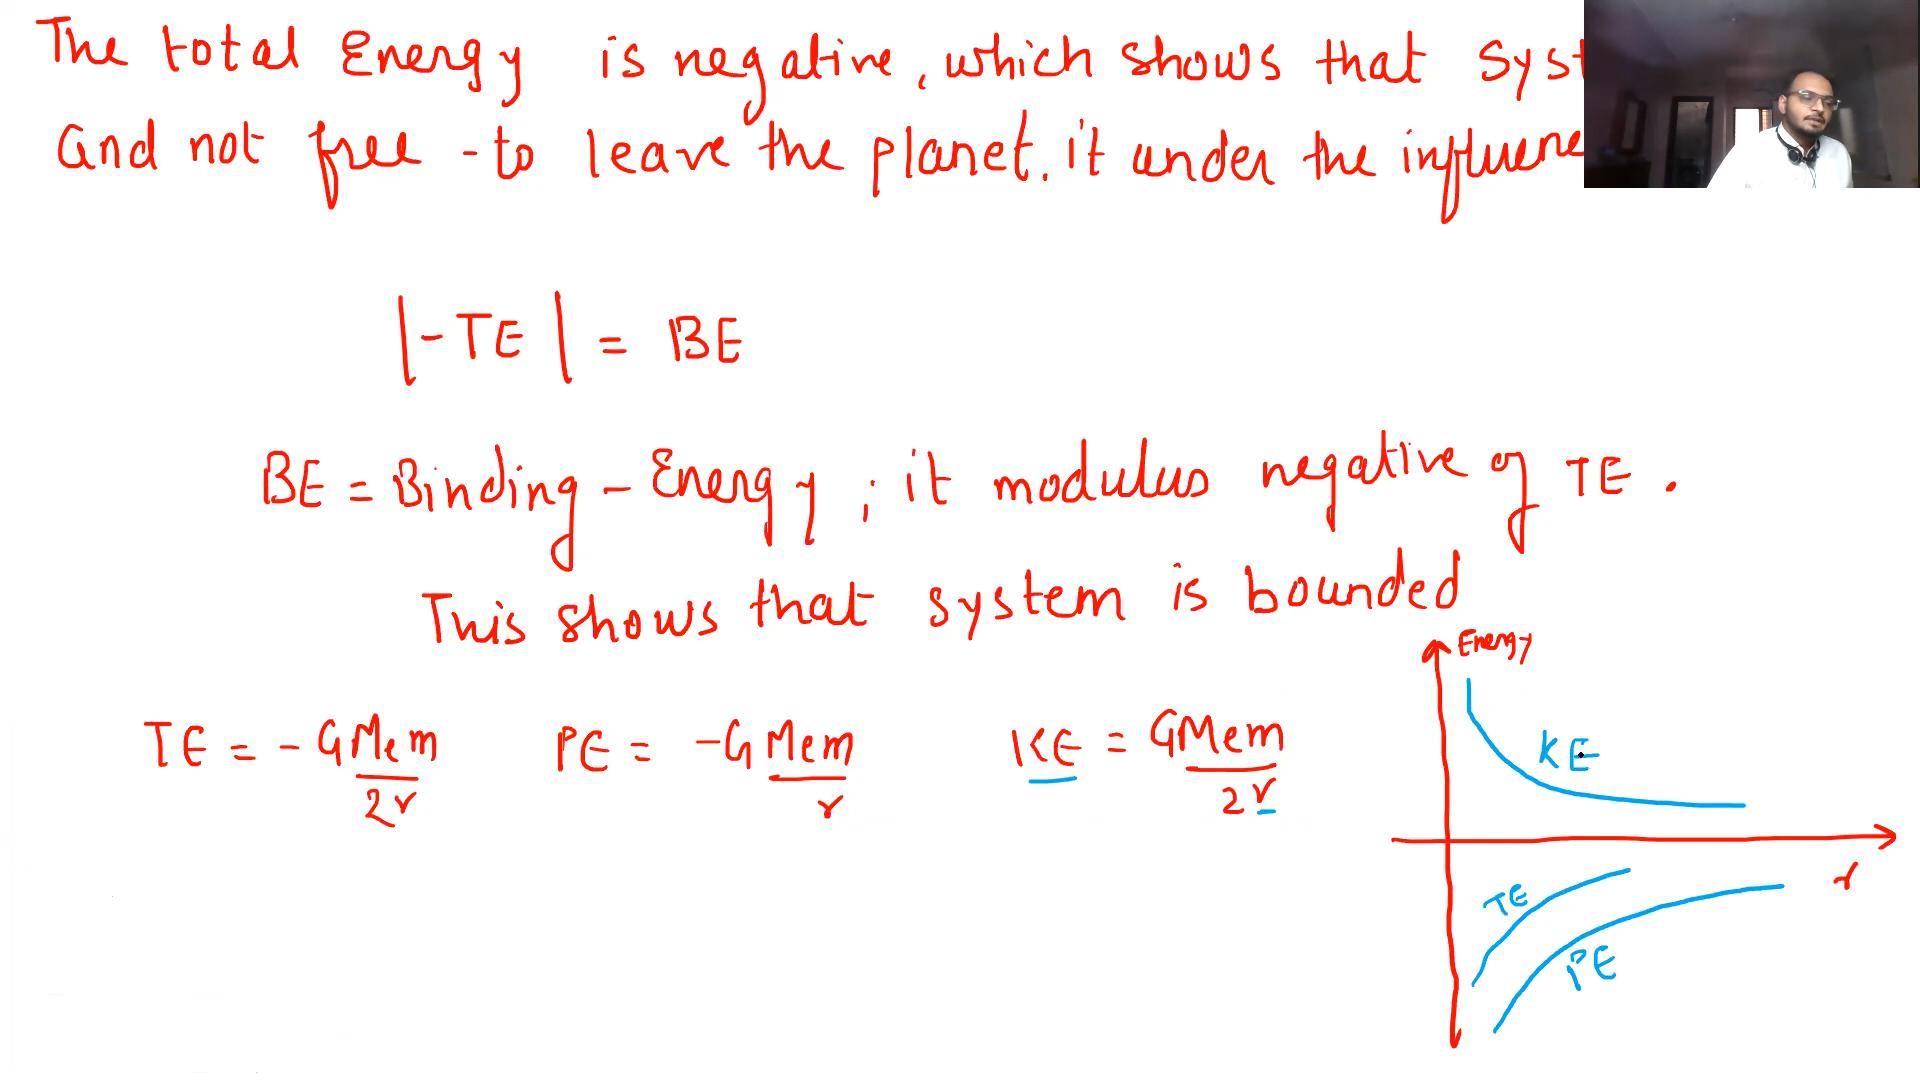 The total Energy is negative, which shows that syst
and not free - to leave the planet. it under the influene
|-TE| = BE
BE = Binding - Energy ; it modulus negative of TE.
This shows that system is bounded
Energy
TE = - GMem/2r PE = -GMem/r KE = GMem/2r
KE
r
TE
PE